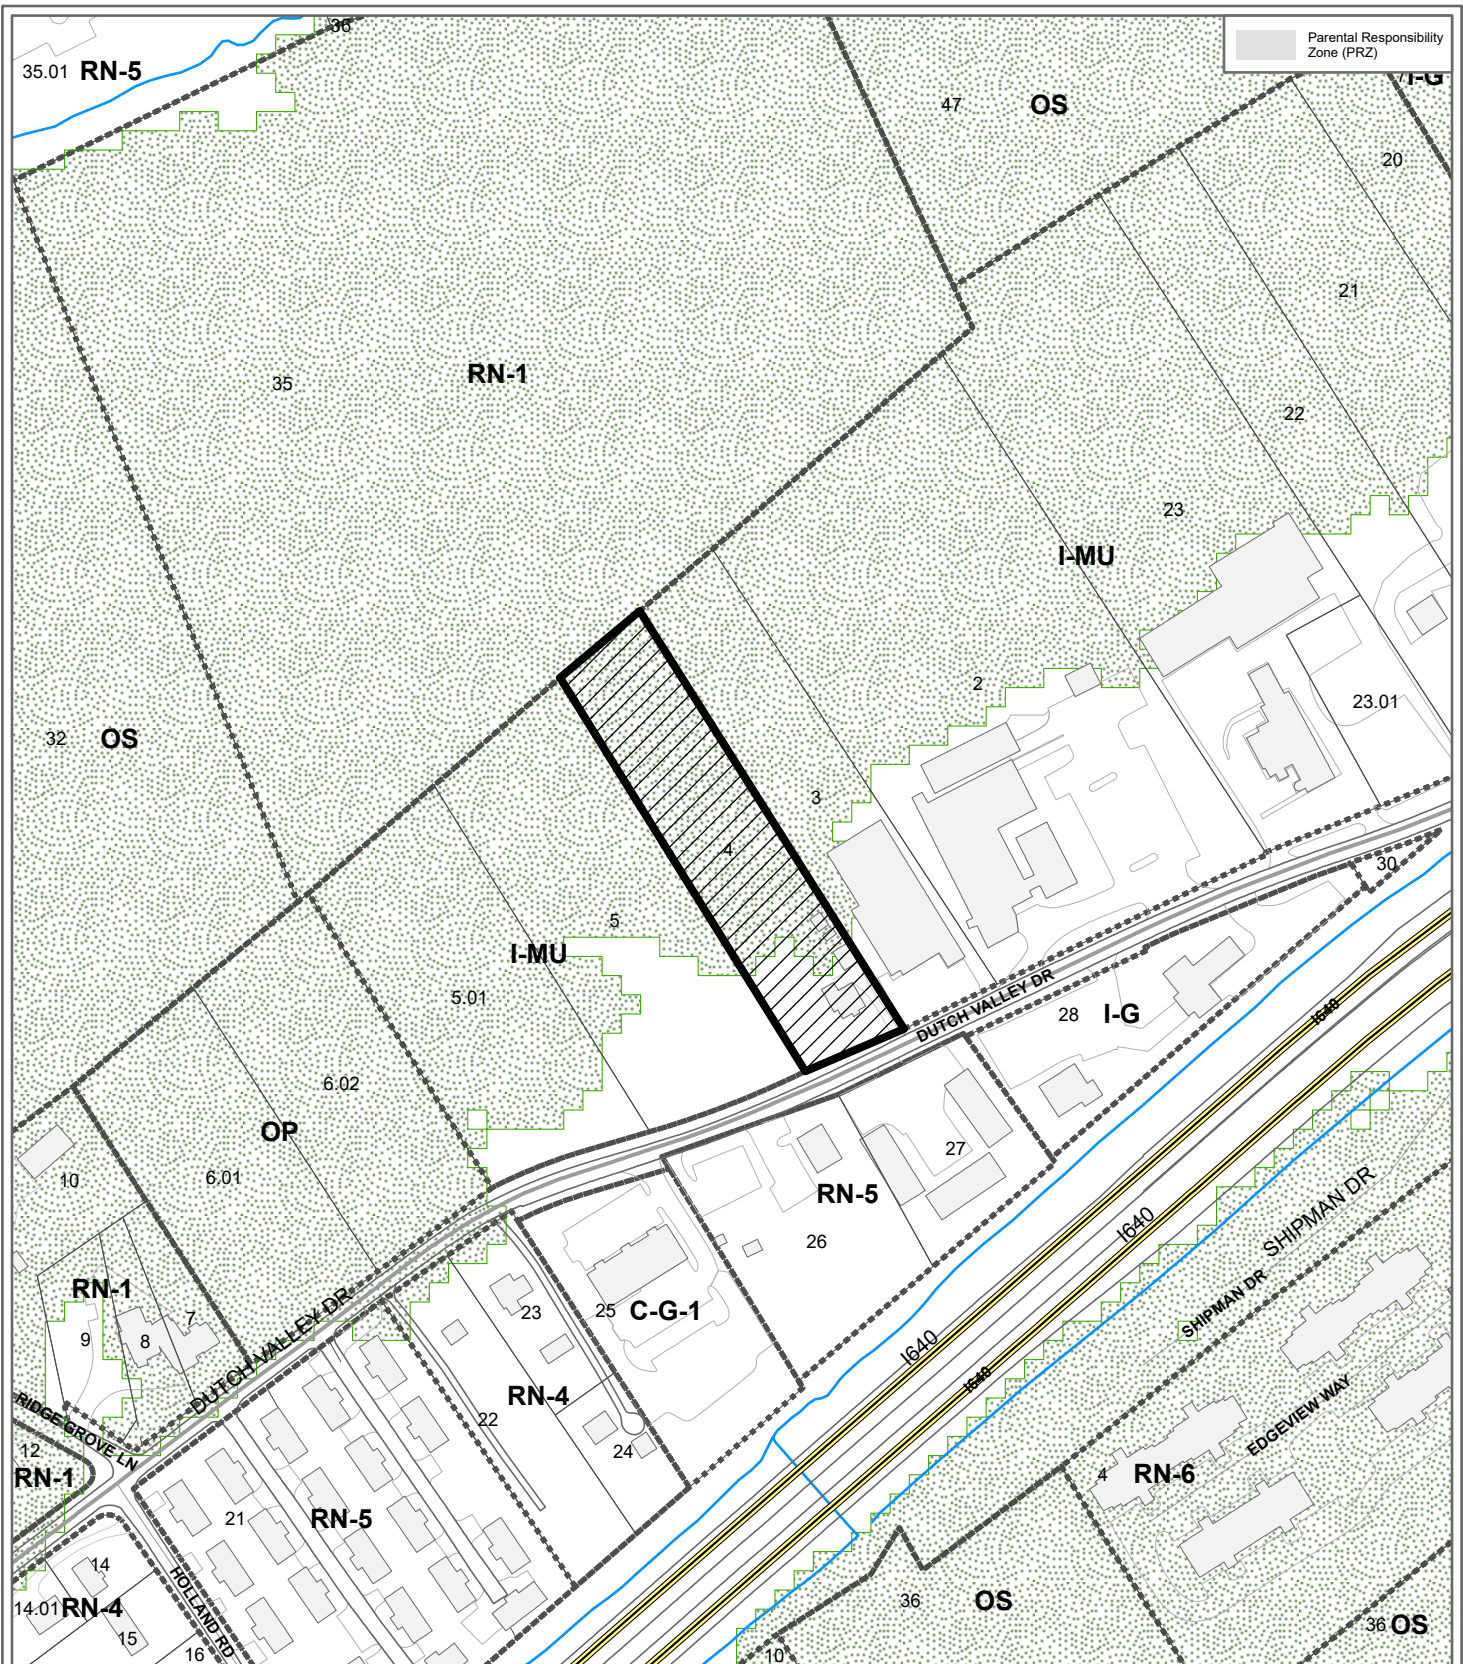 36
35.01 RN-5
47 OS
Parental Responsibility
Zone (PRZ)
I-G
20
21
35 RN-1
22
23
I-MU
2
23.01
32 OS
3
4
30
5
I-MU
5.01
DUTCH VALLEY DR
28 I-G
I640
6.02
OP
10
6.01
27
RN-5
26
I640
SHIPMAN DR
SHIPMAN DR
RN-1
7
8
9
23
25 C-G-1
DUTCH VALLEY DR
I640
I640
RN-4
22
24
EDGEVIEW WAY
RIDGE GROVE LN
12
RN-1
4 RN-6
21
RN-5
14
HOLLAND RD
14.01 RN-4
15
16
36 OS
36 OS
10